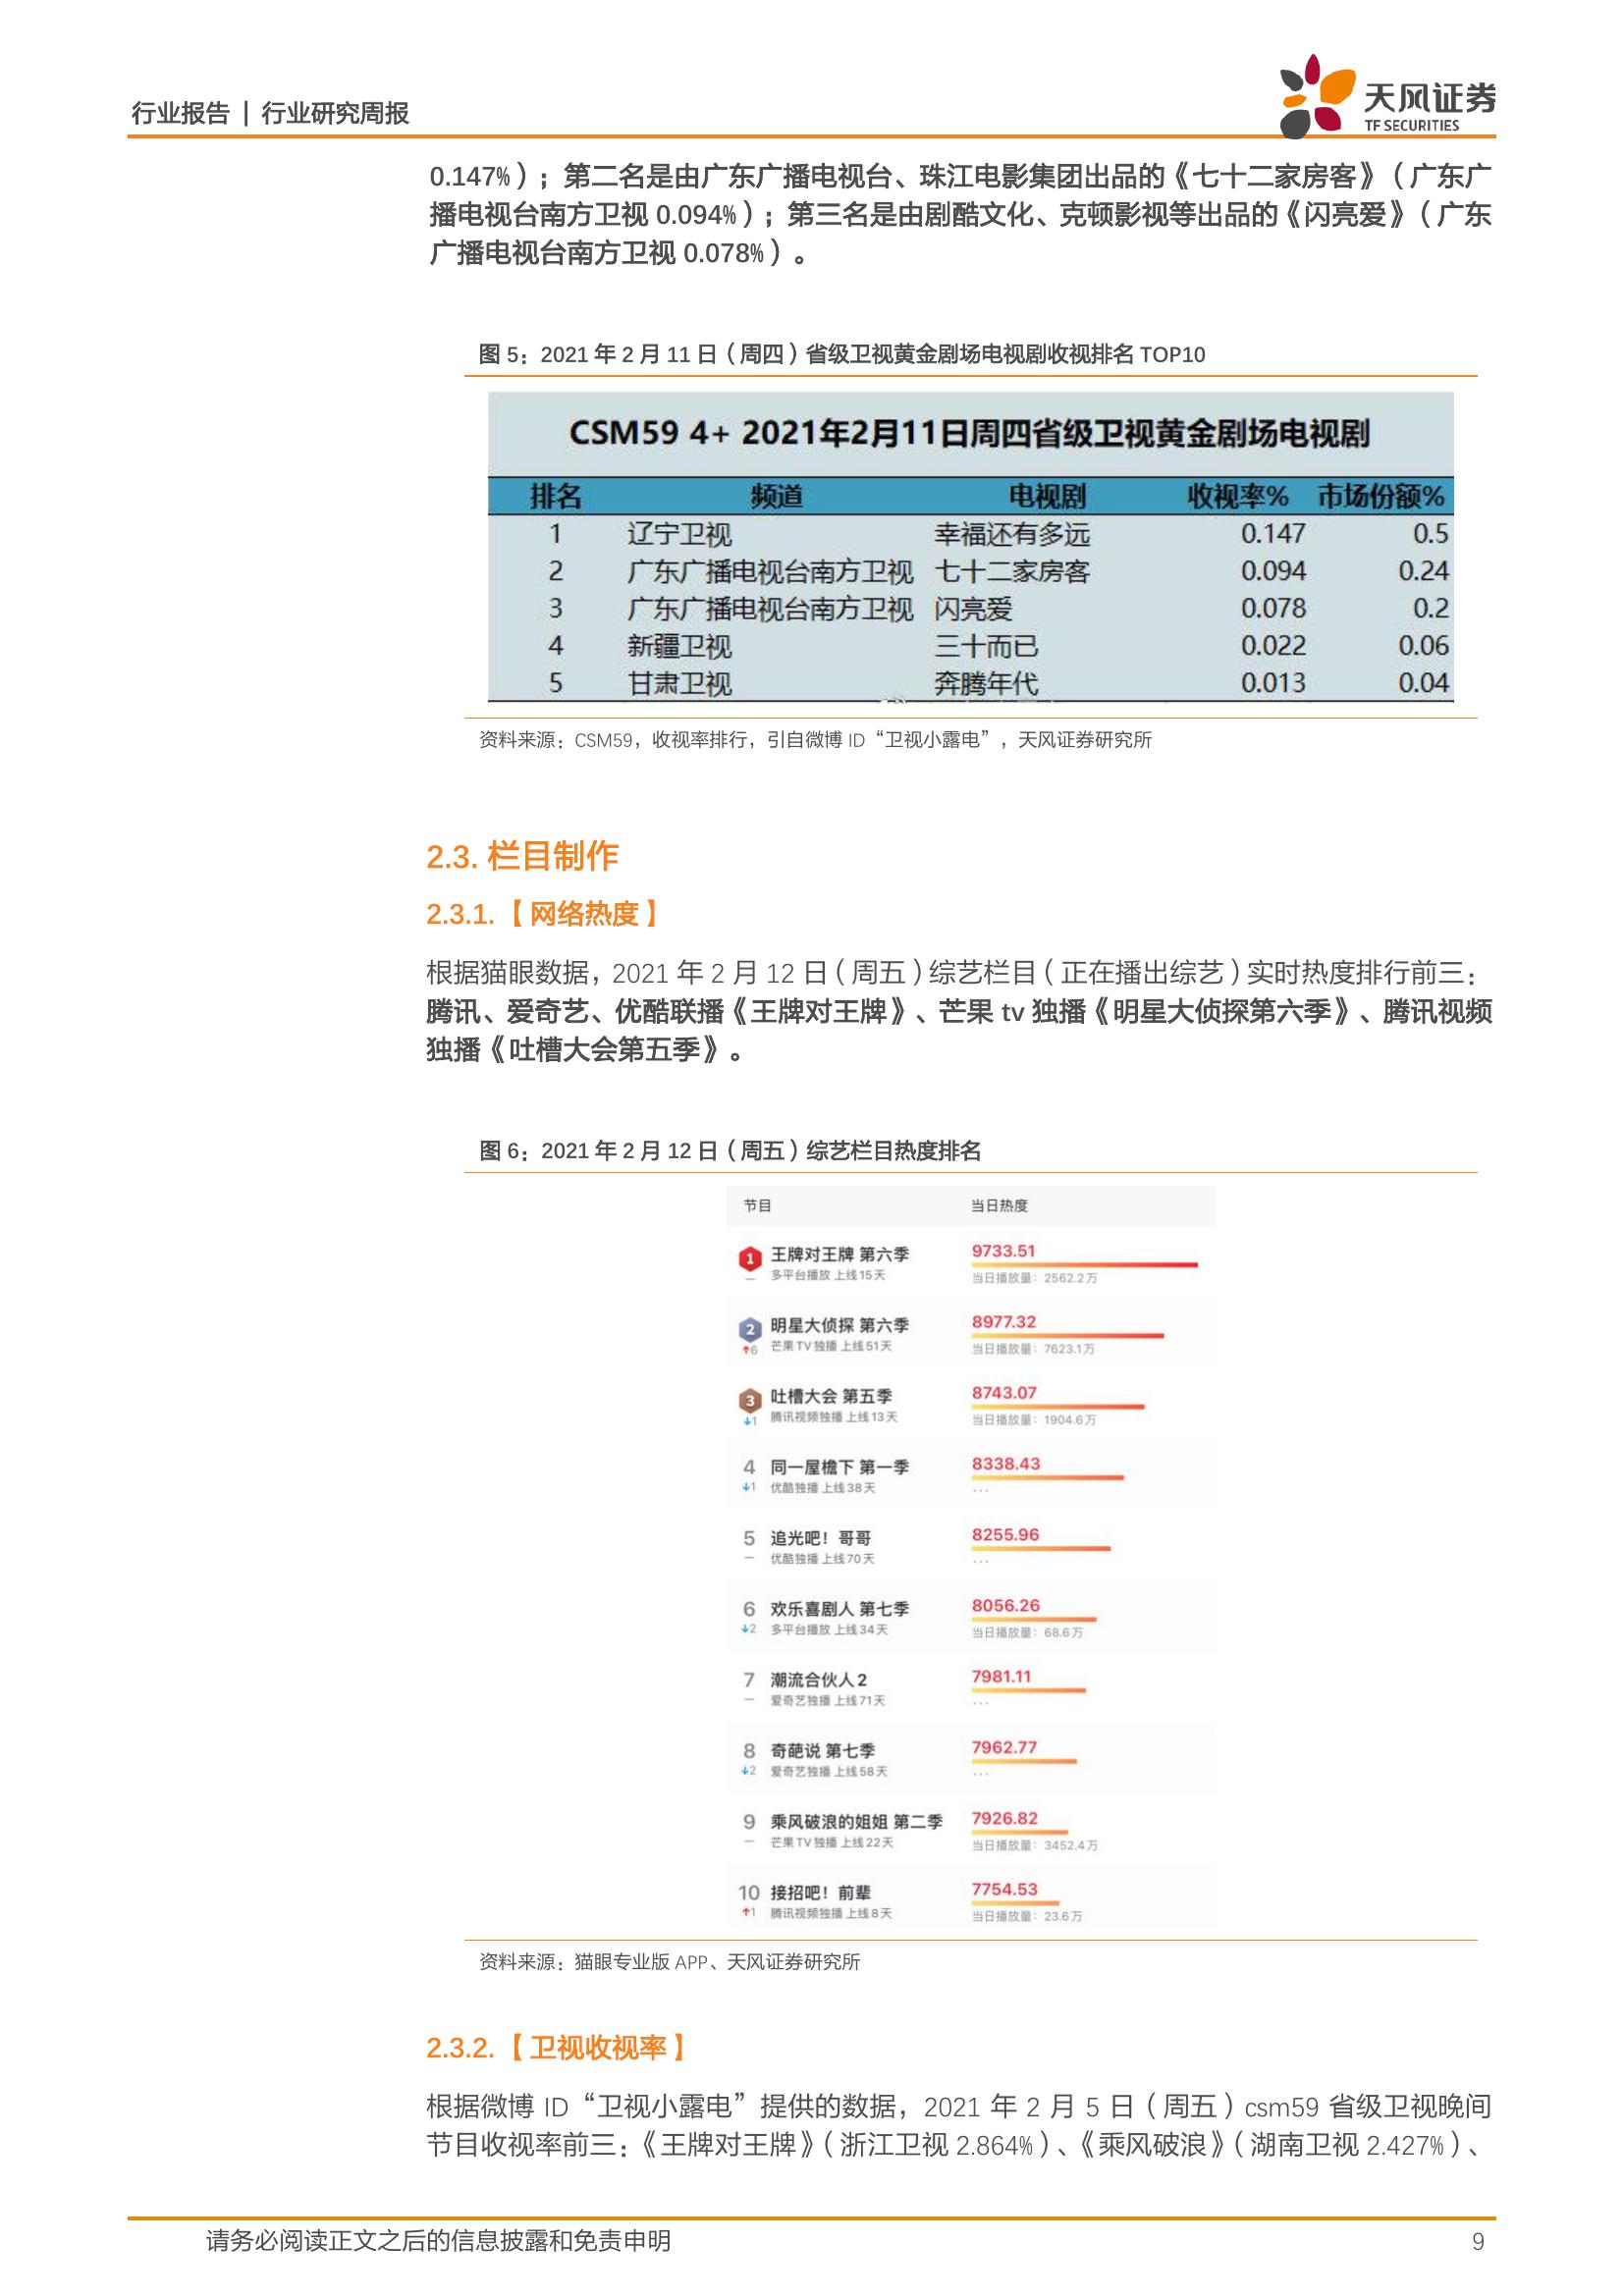 行业报告 | 行业研究周报
天风证券
TF SECURITIES
0.147%）；第二名是由广东广播电视台、珠江电影集团出品的《七十二家房客》（广东广
播电视台南方卫视 0.094%）；第三名是由剧酷文化、克顿影视等出品的《闪亮爱》（广东
广播电视台南方卫视 0.078%）。
图 5：2021 年 2 月 11 日（周四）省级卫视黄金剧场电视剧收视排名 TOP10
CSM59 4+ 2021年2月11日周四省级卫视黄金剧场电视剧
排名 频道 电视剧 收视率% 市场份额%
1 辽宁卫视 幸福还有多远 0.147 0.5
2 广东广播电视台南方卫视 七十二家房客 0.094 0.24
3 广东广播电视台南方卫视 闪亮爱 0.078 0.2
4 新疆卫视 三十而已 0.022 0.06
5 甘肃卫视 奔腾年代 0.013 0.04
资料来源：CSM59，收视率排行，引自微博 ID“卫视小露电”，天风证券研究所
2.3. 栏目制作
2.3.1.【网络热度】
根据猫眼数据，2021 年 2 月 12 日（周五）综艺栏目（正在播出综艺）实时热度排行前三：
腾讯、爱奇艺、优酷联播《王牌对王牌》、芒果 tv 独播《明星大侦探第六季》、腾讯视频
独播《吐槽大会第五季》。
图 6：2021 年 2 月 12 日（周五）综艺栏目热度排名
节目 当日热度
1 王牌对王牌 第六季 9733.51
— 多平台播放 上线15天 当日播放量：2562.2万
2 明星大侦探 第六季 8977.32
↑6 芒果TV独播 上线51天 当日播放量：7623.1万
3 吐槽大会 第五季 8743.07
↓1 腾讯视频独播 上线13天 当日播放量：1904.6万
4 同一屋檐下 第一季 8338.43
↓1 优酷独播 上线38天 ...
5 追光吧！哥哥 8255.96
— 优酷独播 上线70天 ...
6 欢乐喜剧人 第七季 8056.26
↓2 多平台播放 上线34天 当日播放量：68.6万
7 潮流合伙人2 7981.11
— 爱奇艺独播 上线71天 ...
8 奇葩说 第七季 7962.77
↓2 爱奇艺独播 上线58天 ...
9 乘风破浪的姐姐 第二季 7926.82
— 芒果TV独播 上线22天 当日播放量：3452.4万
10 接招吧！前辈 7754.53
↑1 腾讯视频独播 上线8天 当日播放量：23.6万
资料来源：猫眼专业版 APP、天风证券研究所
2.3.2.【卫视收视率】
根据微博 ID“卫视小露电”提供的数据，2021 年 2 月 5 日（周五）csm59 省级卫视晚间
节目收视率前三：《王牌对王牌》（浙江卫视 2.864%）、《乘风破浪》（湖南卫视 2.427%）、
请务必阅读正文之后的信息披露和免责申明 9